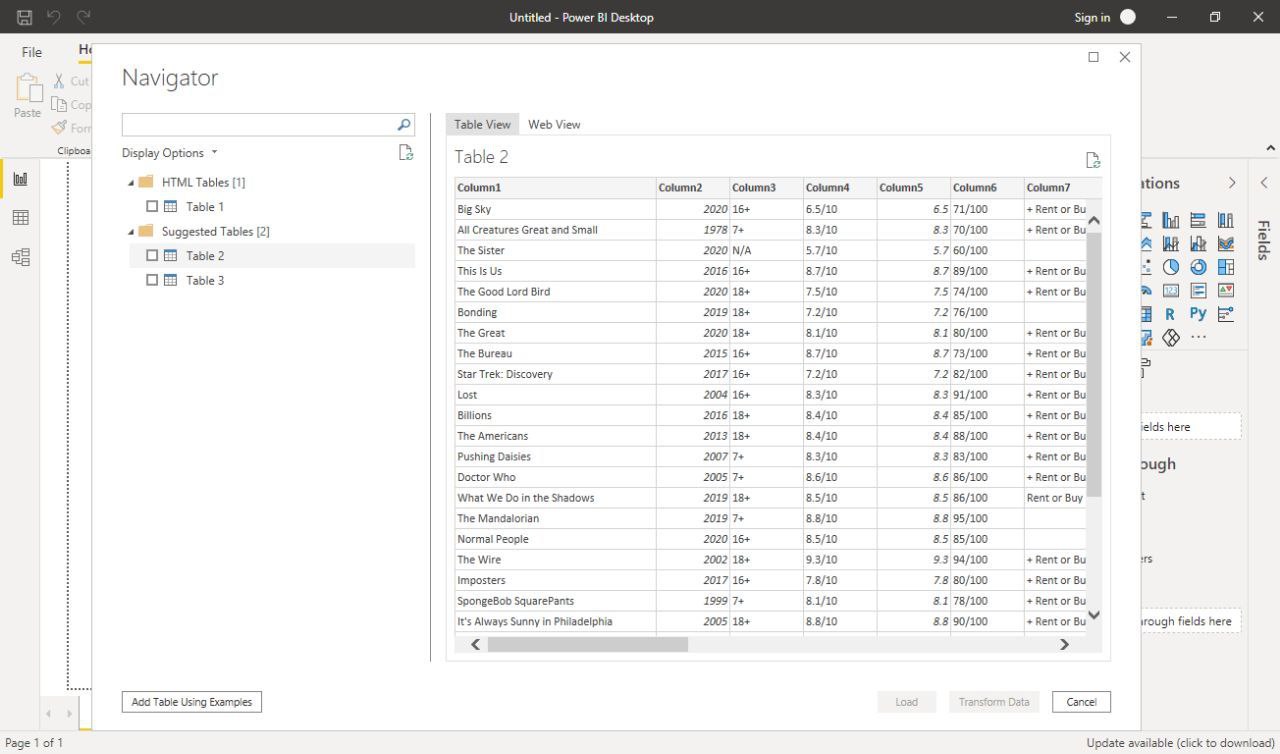 Untitled - Power BI Desktop
Sign in
File
Paste
Cut
Navigator
Display Options
HTML Tables [1]
Table 1
Suggested Tables [2]
Table 2
Table 3
Table View Web View
Table 2
Column1 Column2 Column3 Column4 Column5 Column6 Column7
Big Sky 2020 16+ 6.5/10 6.5 71/100 + Rent or Bu
All Creatures Great and Small 1978 7+ 8.3/10 8.3 70/100 + Rent or Bu
The Sister 2020 N/A 5.7/10 5.7 60/100
This Is Us 2016 16+ 8.7/10 8.7 89/100 + Rent or Bu
The Good Lord Bird 2020 18+ 7.5/10 7.5 74/100 + Rent or Bu
Bonding 2019 18+ 7.2/10 7.2 76/100
The Great 2020 18+ 8.1/10 8.1 80/100 + Rent or Bu
The Bureau 2015 16+ 8.7/10 8.7 73/100 + Rent or Bu
Star Trek: Discovery 2017 16+ 7.2/10 7.2 82/100 + Rent or Bu
Lost 2004 16+ 8.3/10 8.3 91/100 + Rent or Bu
Billions 2016 18+ 8.4/10 8.4 85/100 + Rent or Bu
The Americans 2013 18+ 8.4/10 8.4 88/100 + Rent or Bu
Pushing Daisies 2007 7+ 8.3/10 8.3 83/100 + Rent or Bu
Doctor Who 2005 7+ 8.6/10 8.6 86/100 + Rent or Bu
What We Do in the Shadows 2019 18+ 8.5/10 8.5 86/100 Rent or Buy
The Mandalorian 2019 7+ 8.8/10 8.8 95/100
Normal People 2020 16+ 8.5/10 8.5 85/100
The Wire 2002 18+ 9.3/10 9.3 94/100 + Rent or Bu
Imposters 2017 16+ 7.8/10 7.8 80/100 + Rent or Bu
SpongeBob SquarePants 1999 7+ 8.1/10 8.1 78/100 + Rent or Bu
It's Always Sunny in Philadelphia 2005 18+ 8.8/10 8.8 90/100 + Rent or Bu
Add Table Using Examples Load Transform Data Cancel
Fields
123
R Py
fields here
fields here
Page 1 of 1
Update available (click to download)